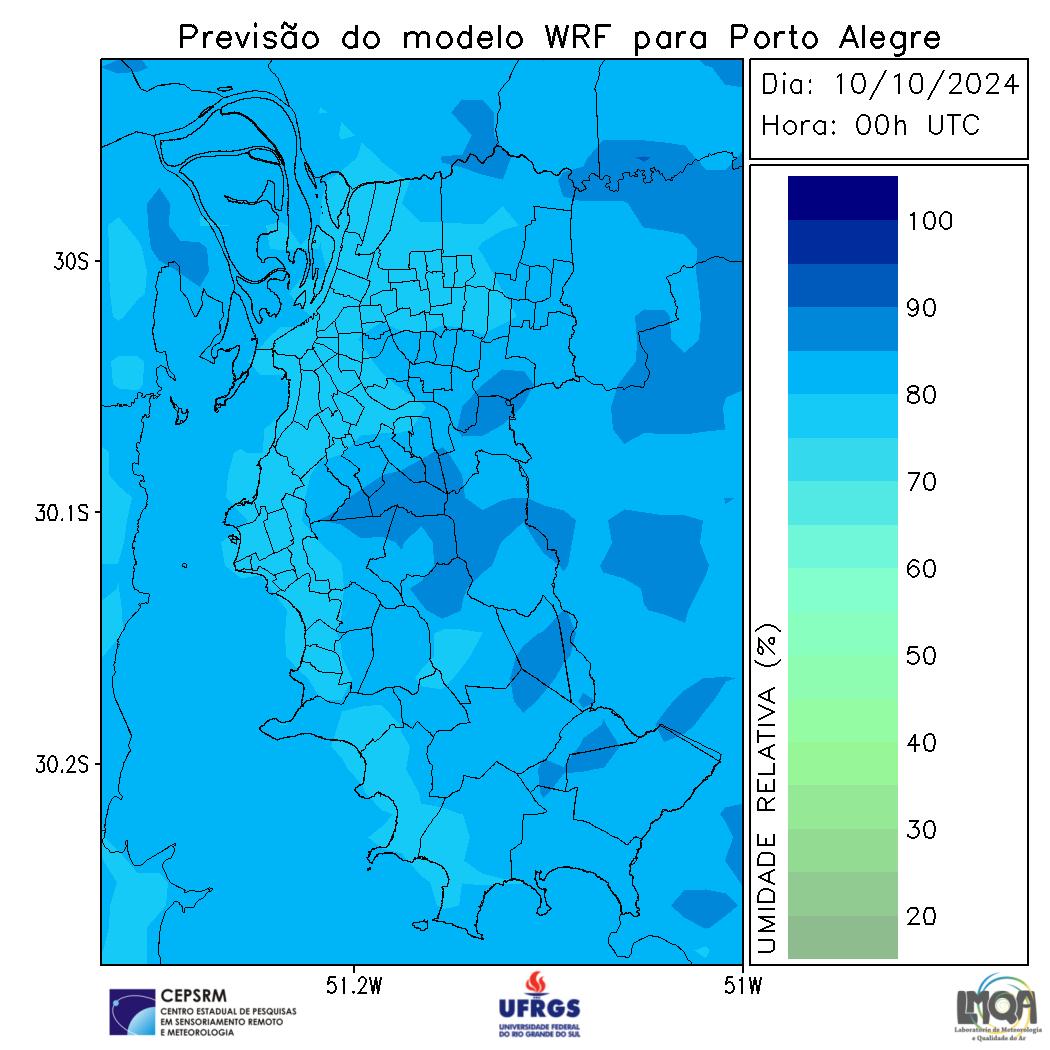 Previsão do modelo WRF para Porto Alegre
Dia: 10/10/2024
Hora: 00h UTC
30S
30.1S
30.2S
51.2W
51W
100
90
80
70
60
50
40
30
20
UMIDADE RELATIVA (%)
CEPSRM
CENTRO ESTADUAL DE PESQUISAS
EM SENSORIAMENTO REMOTO
E METEOROLOGIA
UFRGS
UNIVERSIDADE FEDERAL
DO RIO GRANDE DO SUL
LMQA
Laboratório de Meteorologia
e Qualidade do Ar